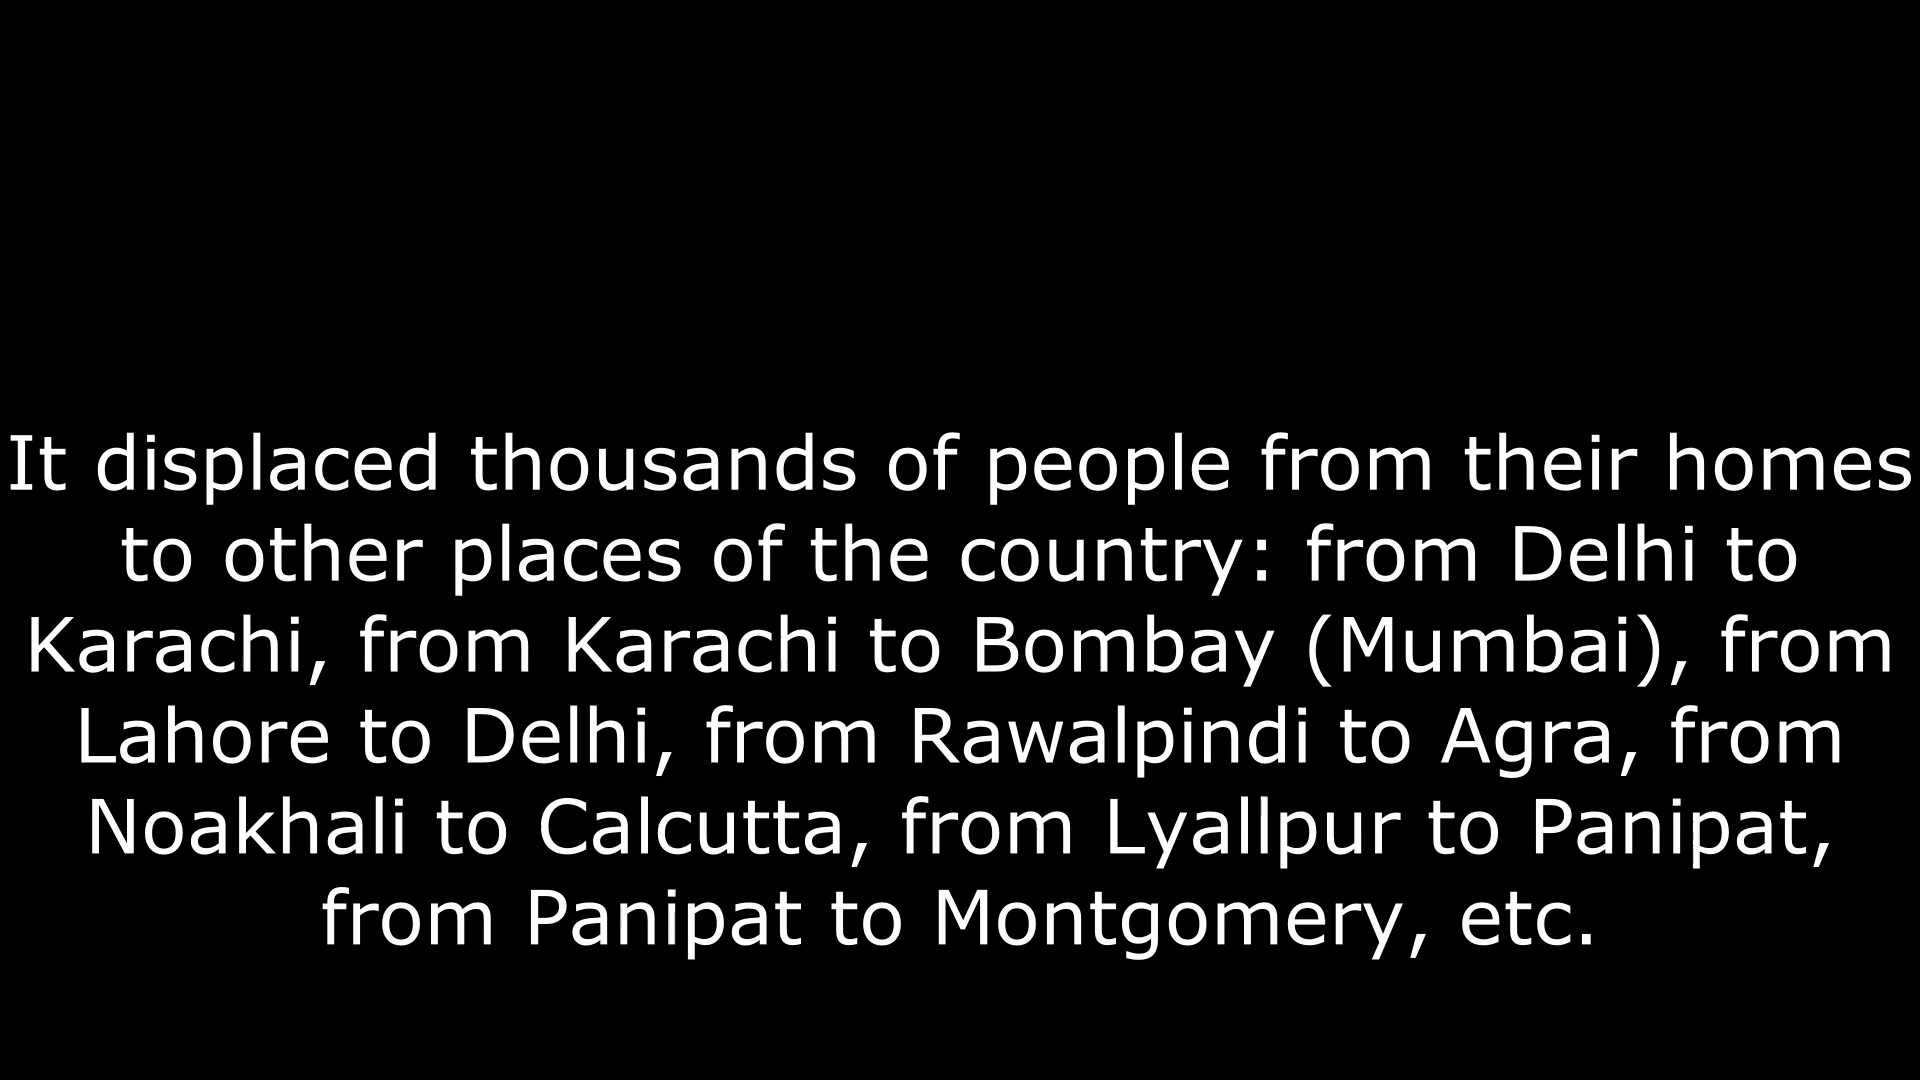 It displaced thousands of people from their homes
to other places of the country: from Delhi to
Karachi, from Karachi to Bombay (Mumbai), from
Lahore to Delhi, from Rawalpindi to Agra, from
Noakhali to Calcutta, from Lyallpur to Panipat,
from Panipat to Montgomery, etc.